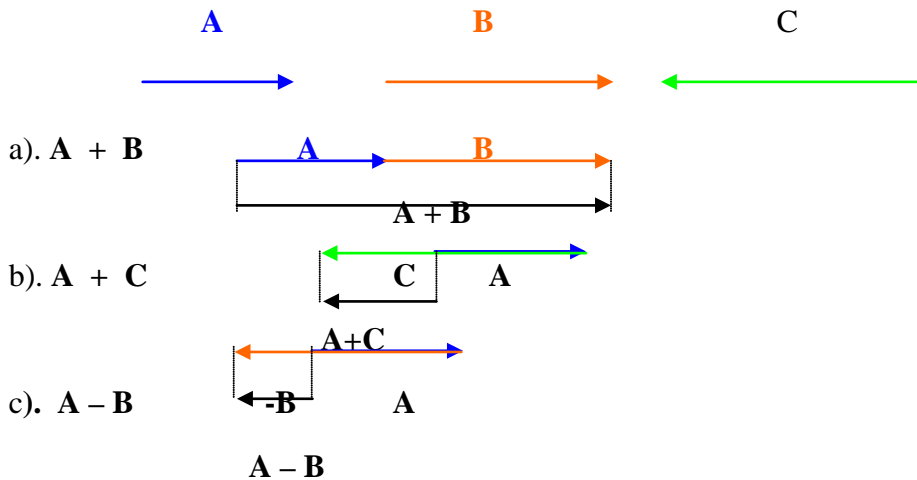 A B C
a). A + B A B
A + B
b). A + C C A
A+C
c). A – B -B A
A – B